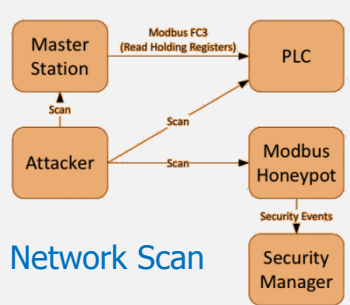 Master
Station
Modbus FC3
(Read Holding Registers)
PLC
Scan
Scan
Attacker
Scan
Modbus
Honeypot
Security Events
Network Scan
Security
Manager